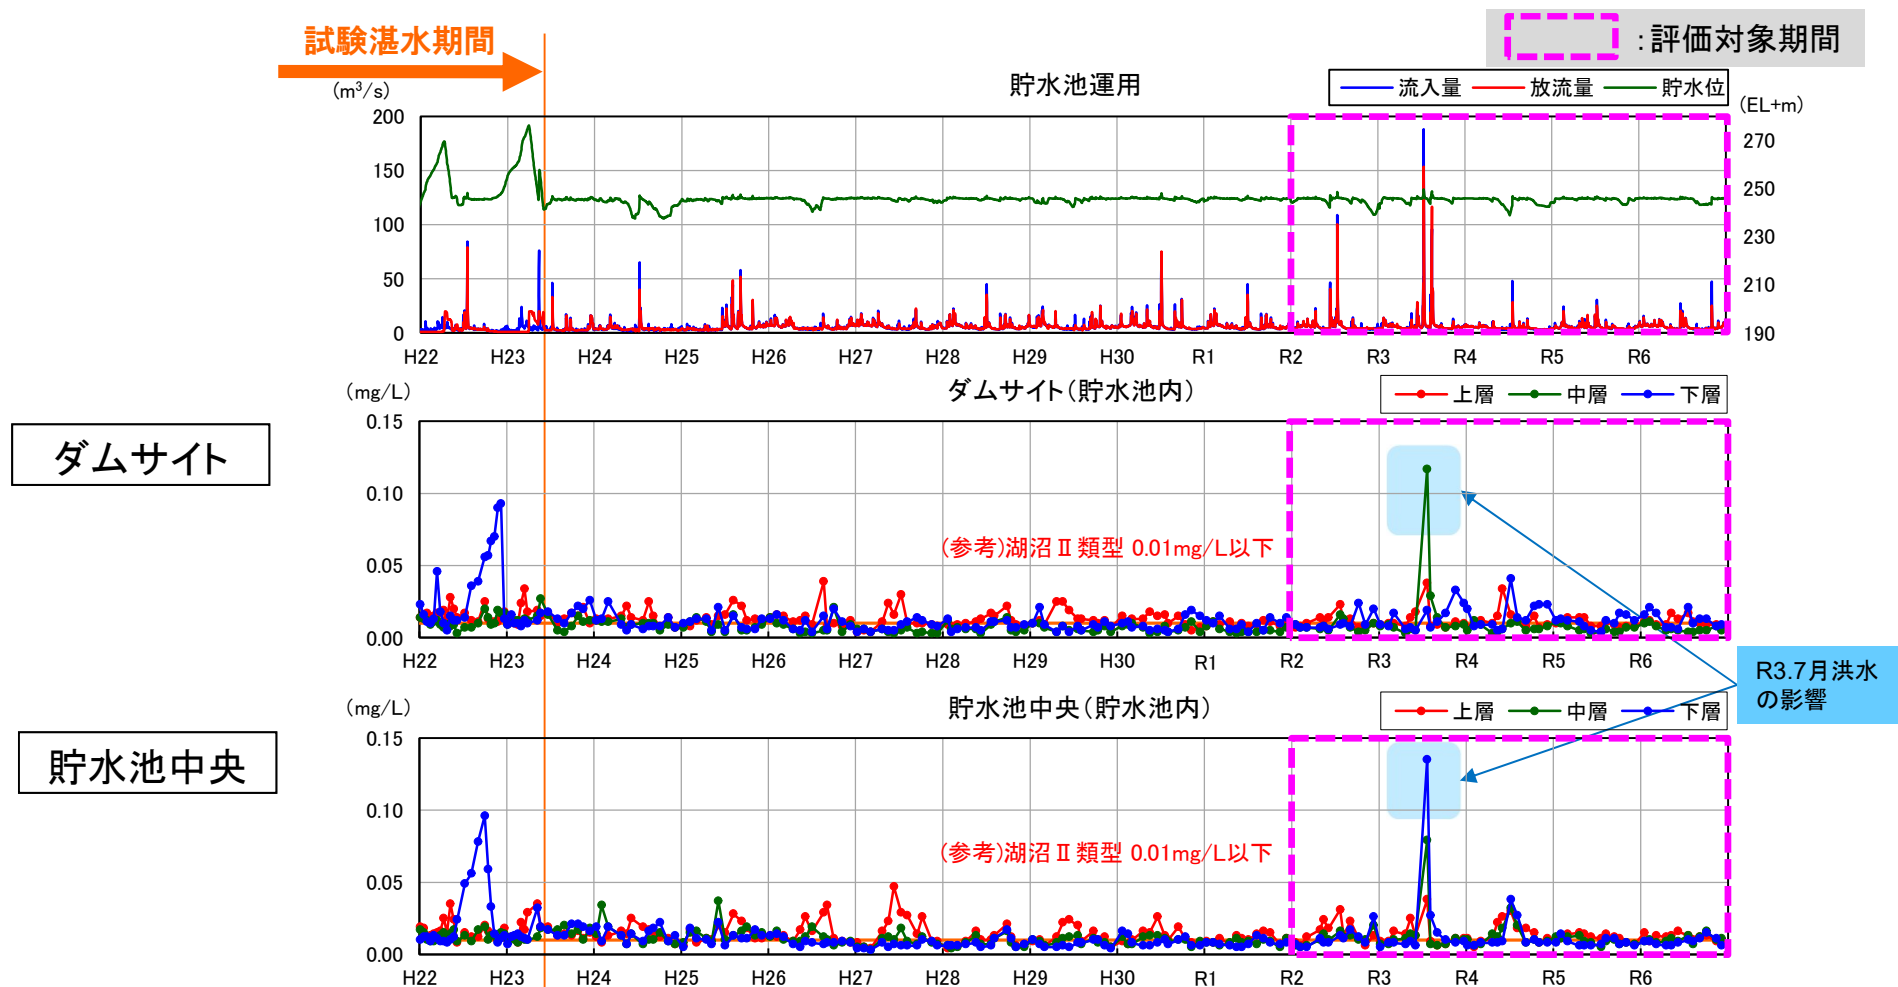 試験湛水期間
:評価対象期間
(m³/s)
貯水池運用
流入量 放流量 貯水位
(EL+m)
200
150
100
50
0
270
250
230
210
190
H22 H23 H24 H25 H26 H27 H28 H29 H30 R1 R2 R3 R4 R5 R6
(mg/L)
ダムサイト(貯水池内)
上層 中層 下層
ダムサイト
0.15
0.10
0.05
0.00
(参考)湖沼Ⅱ類型 0.01mg/L以下
H22 H23 H24 H25 H26 H27 H28 H29 H30 R1 R2 R3 R4 R5 R6
R3.7月洪水
の影響
(mg/L)
貯水池中央(貯水池内)
上層 中層 下層
貯水池中央
0.15
0.10
0.05
0.00
(参考)湖沼Ⅱ類型 0.01mg/L以下
H22 H23 H24 H25 H26 H27 H28 H29 H30 R1 R2 R3 R4 R5 R6